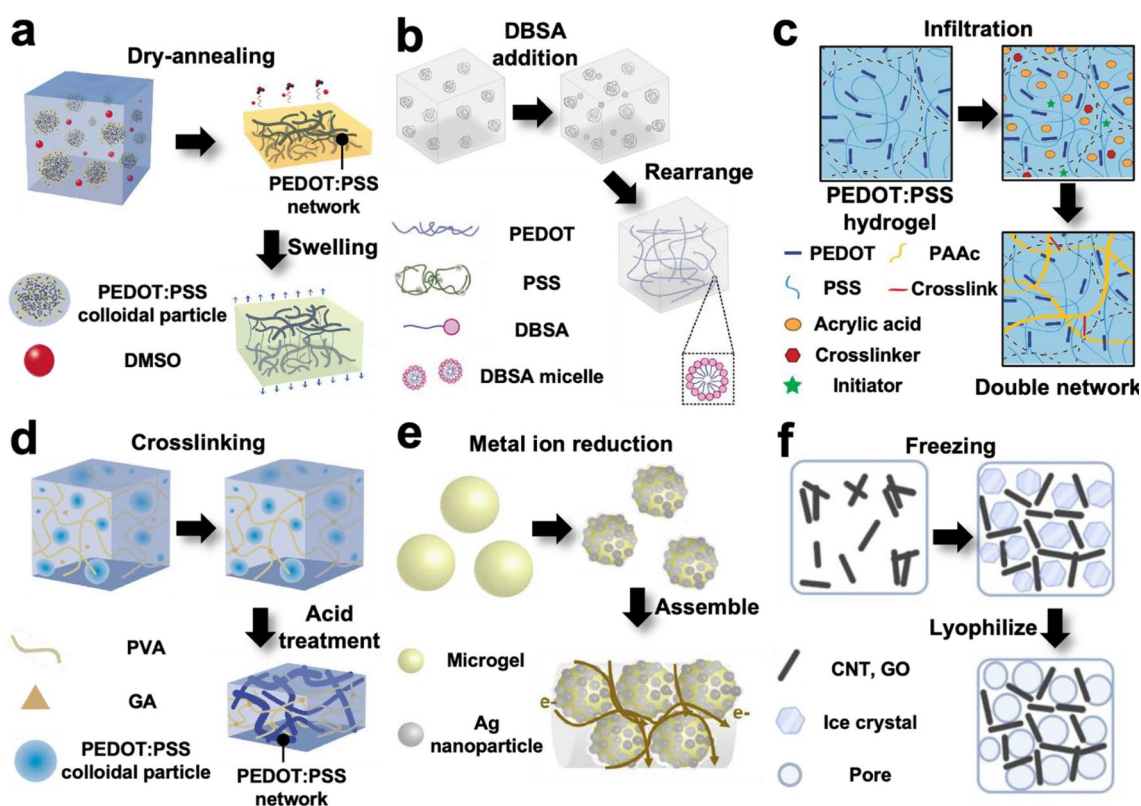 a
Dry-annealing
PEDOT:PSS
network
Swelling
PEDOT:PSS
colloidal particle
DMSO
b
DBSA
addition
Rearrange
PEDOT
PSS
DBSA
DBSA micelle
c
Infiltration
PEDOT:PSS
hydrogel
PEDOT
PAAc
PSS
Crosslink
Acrylic acid
Crosslinker
Initiator
Double network
d
Crosslinking
Acid
treatment
PVA
GA
PEDOT:PSS
colloidal particle
PEDOT:PSS
network
e
Metal ion reduction
Assemble
Microgel
Ag
nanoparticle
e-
e-
f
Freezing
Lyophilize
CNT, GO
Ice crystal
Pore